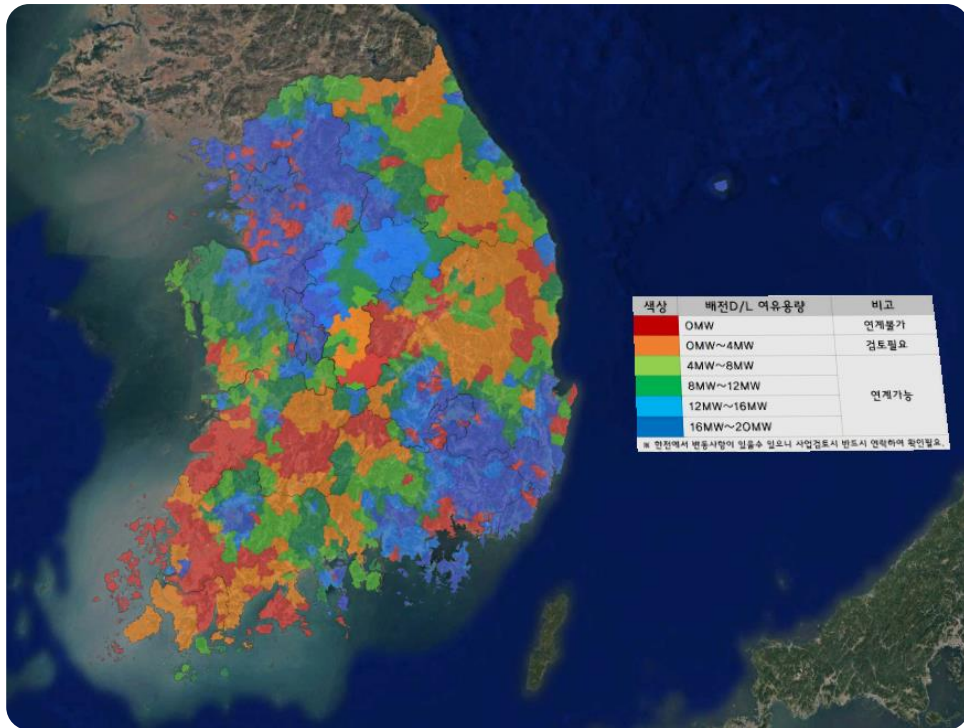 색상 배전D/L 여유용량 비고
0MW 연계불가
0MW~4MW 검토필요
4MW~8MW
8MW~12MW 연계가능
12MW~16MW
16MW~20MW
※ 한전에서 변동사항이 있을수 있으니 사업검토시 반드시 연락하여 확인필요.